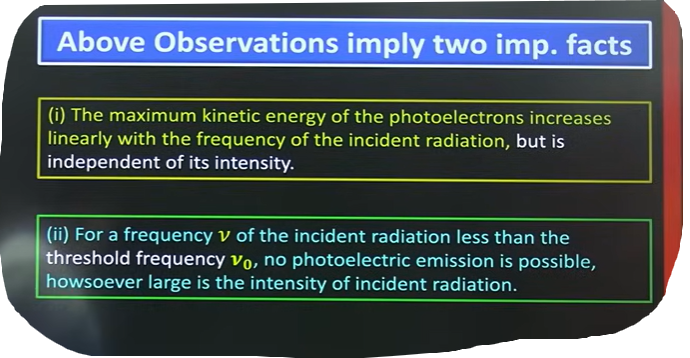 Above Observations imply two imp. facts
(i) The maximum kinetic energy of the photoelectrons increases
linearly with the frequency of the incident radiation, but is
independent of its intensity.
(ii) For a frequency ν of the incident radiation less than the
threshold frequency ν₀, no photoelectric emission is possible,
howsoever large is the intensity of incident radiation.